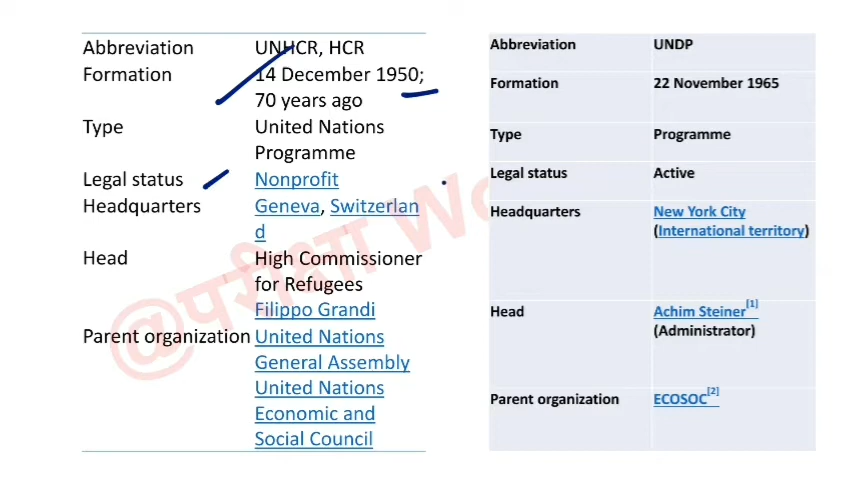 Abbreviation UNHCR, HCR
Formation 14 December 1950;
70 years ago
Type United Nations
Programme
Legal status Nonprofit
Headquarters Geneva, Switzerlan
d
Head High Commissioner
for Refugees
Filippo Grandi
Parent organization United Nations
General Assembly
United Nations
Economic and
Social Council
Abbreviation UNDP
Formation 22 November 1965
Type Programme
Legal status Active
Headquarters New York City
(International territory)
Head Achim Steiner[1]
(Administrator)
Parent organization ECOSOC[2]
@परीक्षा Wo